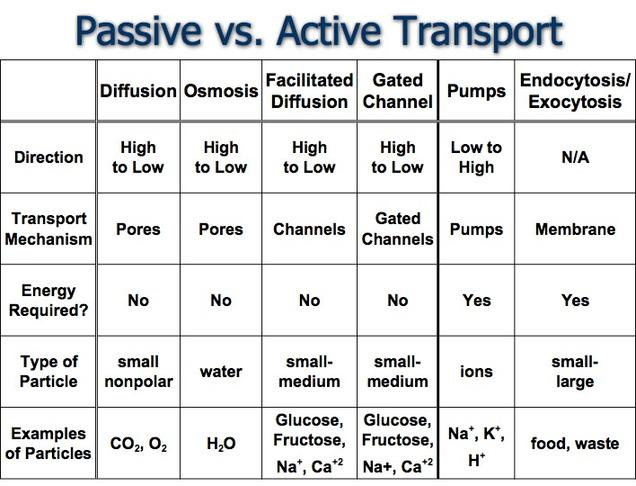 Passive vs. Active Transport
Diffusion Osmosis Facilitated Diffusion Gated Channel Pumps Endocytosis/ Exocytosis
Direction High to Low High to Low High to Low High to Low Low to High N/A
Transport Mechanism Pores Pores Channels Gated Channels Pumps Membrane
Energy Required? No No No No Yes Yes
Type of Particle small nonpolar water small-medium small-medium ions small-large
Examples of Particles CO₂, O₂ H₂O Glucose, Fructose, Na⁺, Ca⁺² Glucose, Fructose, Na+, Ca⁺² Na⁺, K⁺, H⁺ food, waste